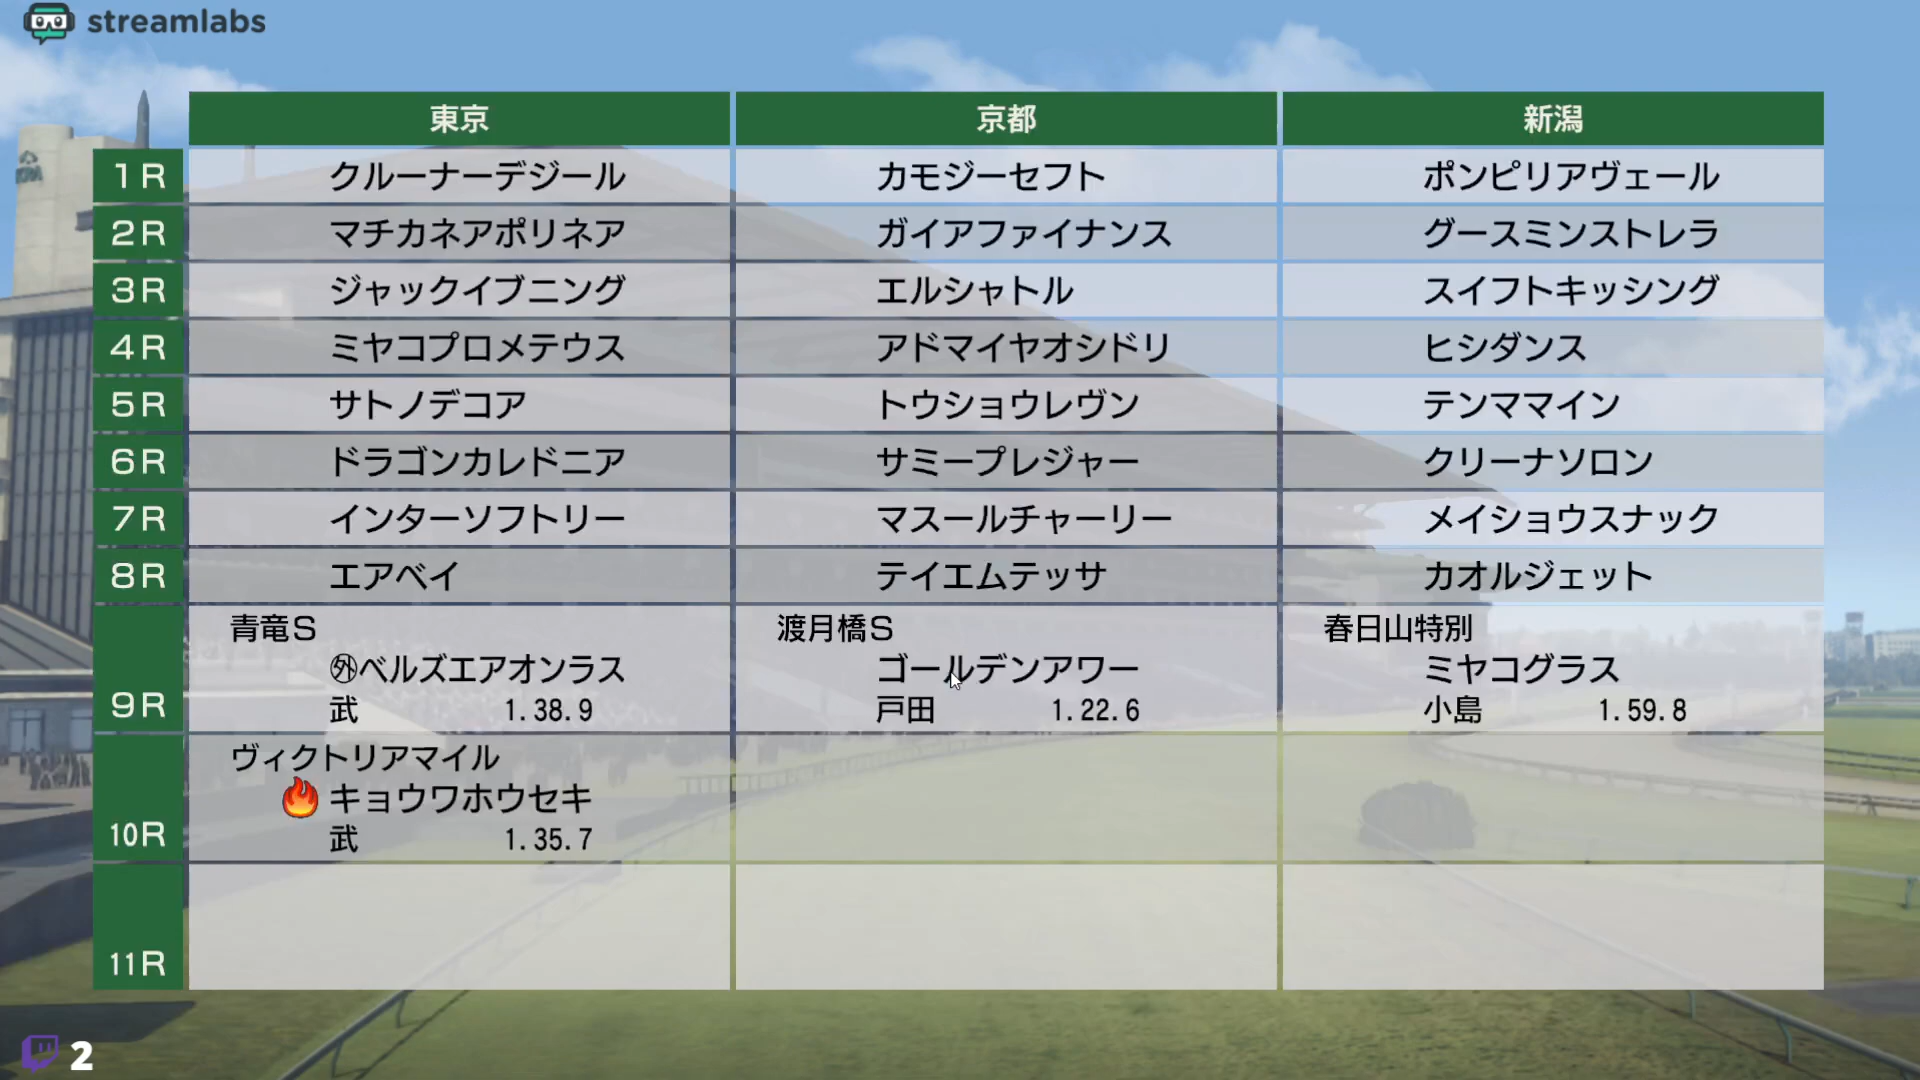 streamlabs
東京 京都 新潟
1R クルーナーデジール カモジーセフト ポンピリアヴェール
2R マチカネアポリネア ガイアファイナンス グースミンストレラ
3R ジャックイブニング エルシャトル スイフトキッシング
4R ミヤコプロメテウス アドマイヤオシドリ ヒシダンス
5R サトノデコア トウショウレヴン テンママイン
6R ドラゴンカレドニア サミープレジャー クリーナソロン
7R インターソフトリー マスールチャーリー メイショウスナック
8R エアベイ テイエムテッサ カオルジェット
青竜S 渡月橋S 春日山特別
㊕ベルズエアオンラス ゴールデンアワー ミヤコグラス
9R 武 1.38.9 戸田 1.22.6 小島 1.59.8
ヴィクトリアマイル
キョウワホウセキ
10R 武 1.35.7
11R
2